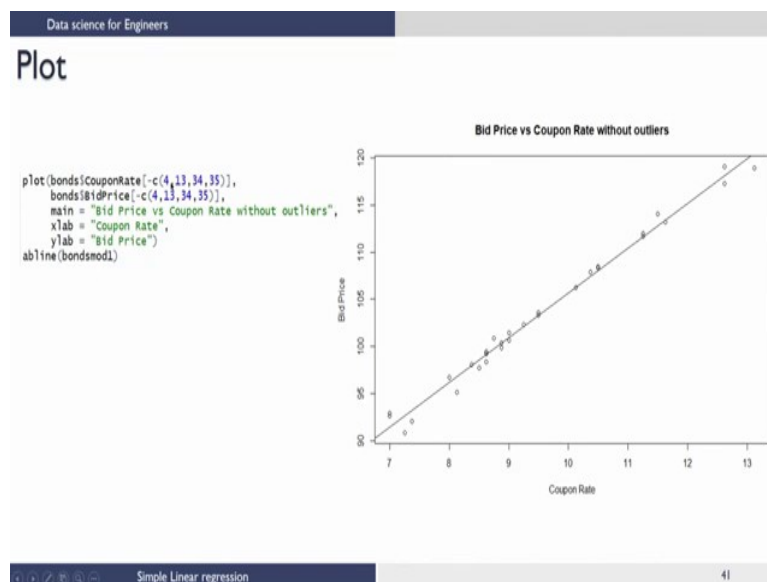 Data science for Engineers
Plot
plot(bonds$CouponRate[-c(4,13,34,35)],
bonds$BidPrice[-c(4,13,34,35)],
main = "Bid Price vs Coupon Rate without outliers",
xlab = "Coupon Rate",
ylab = "Bid Price")
abline(bondsmod1)
Bid Price vs Coupon Rate without outliers
Bid Price
120
115
110
105
100
95
90
7 8 9 10 11 12 13
Coupon Rate
Simple Linear regression
41